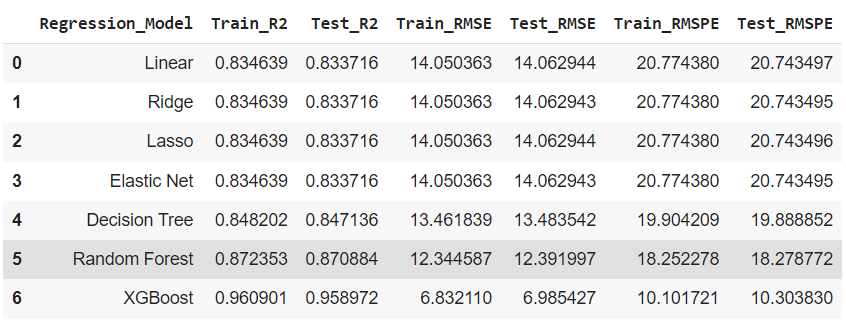 Regression_Model Train_R2 Test_R2 Train_RMSE Test_RMSE Train_RMSPE Test_RMSPE
0 Linear 0.834639 0.833716 14.050363 14.062944 20.774380 20.743497
1 Ridge 0.834639 0.833716 14.050363 14.062943 20.774380 20.743495
2 Lasso 0.834639 0.833716 14.050363 14.062944 20.774380 20.743496
3 Elastic Net 0.834639 0.833716 14.050363 14.062943 20.774380 20.743495
4 Decision Tree 0.848202 0.847136 13.461839 13.483542 19.904209 19.888852
5 Random Forest 0.872353 0.870884 12.344587 12.391997 18.252278 18.278772
6 XGBoost 0.960901 0.958972 6.832110 6.985427 10.101721 10.303830